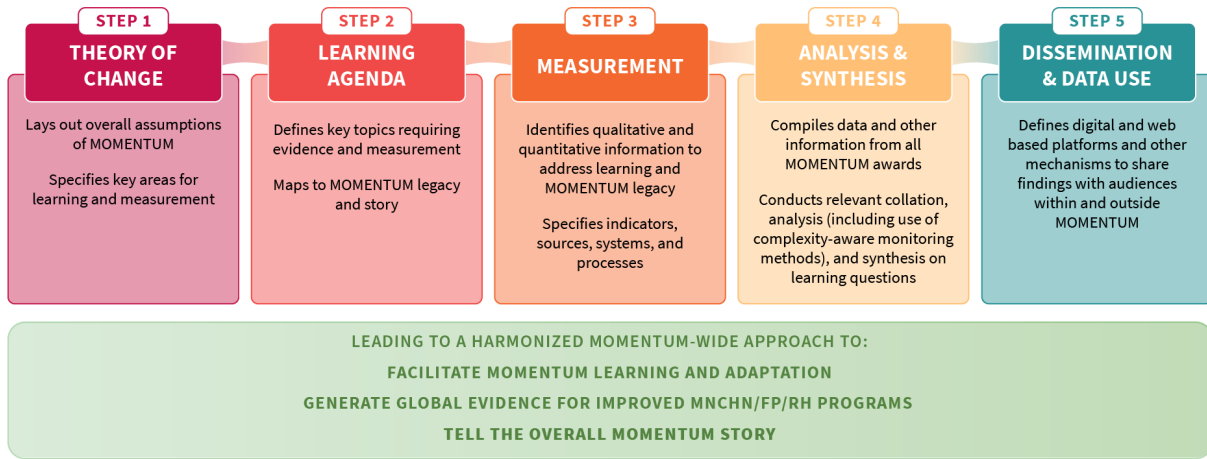 STEP 1
THEORY OF
CHANGE
Lays out overall assumptions
of MOMENTUM
Specifies key areas for
learning and measurement
STEP 2
LEARNING
AGENDA
Defines key topics requiring
evidence and measurement
Maps to MOMENTUM legacy
and story
STEP 3
MEASUREMENT
Identifies qualitative and
quantitative information to
address learning and
MOMENTUM legacy
Specifies indicators,
sources, systems, and
processes
STEP 4
ANALYSIS &
SYNTHESIS
Compiles data and other
information from all
MOMENTUM awards
Conducts relevant collation,
analysis (including use of
complexity-aware monitoring
methods), and synthesis on
learning questions
STEP 5
DISSEMINATION
& DATA USE
Defines digital and web
based platforms and other
mechanisms to share
findings with audiences
within and outside
MOMENTUM
LEADING TO A HARMONIZED MOMENTUM-WIDE APPROACH TO:
FACILITATE MOMENTUM LEARNING AND ADAPTATION
GENERATE GLOBAL EVIDENCE FOR IMPROVED MNCHN/FP/RH PROGRAMS
TELL THE OVERALL MOMENTUM STORY